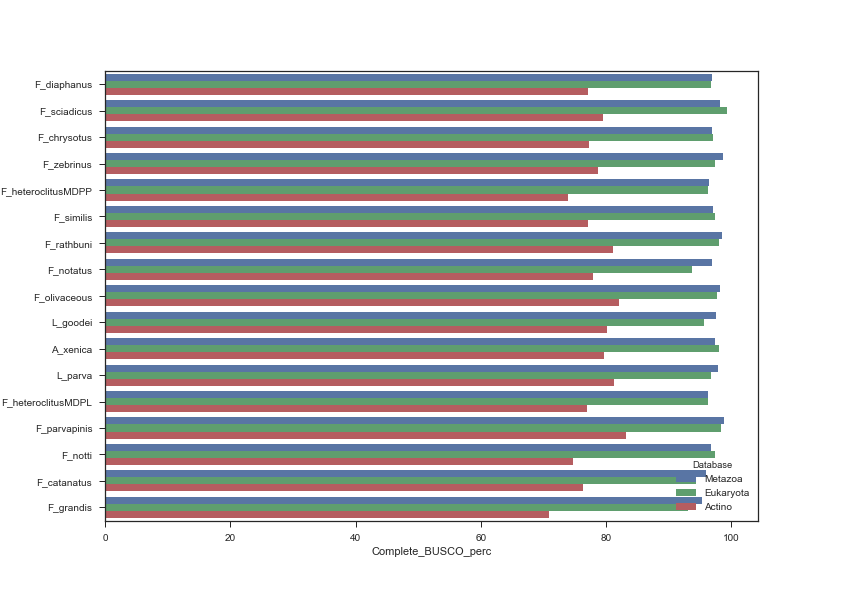 F_diaphanus
F_sciadicus
F_chrysotus
F_zebrinus
F_heteroclitusMDPP
F_similis
F_rathbuni
F_notatus
F_olivaceous
L_goodei
A_xenica
L_parva
F_heteroclitusMDPL
F_parvapinis
F_notti
F_catanatus
F_grandis
Database
Metazoa
Eukaryota
Actino
0 20 40 60 80 100
Complete_BUSCO_perc